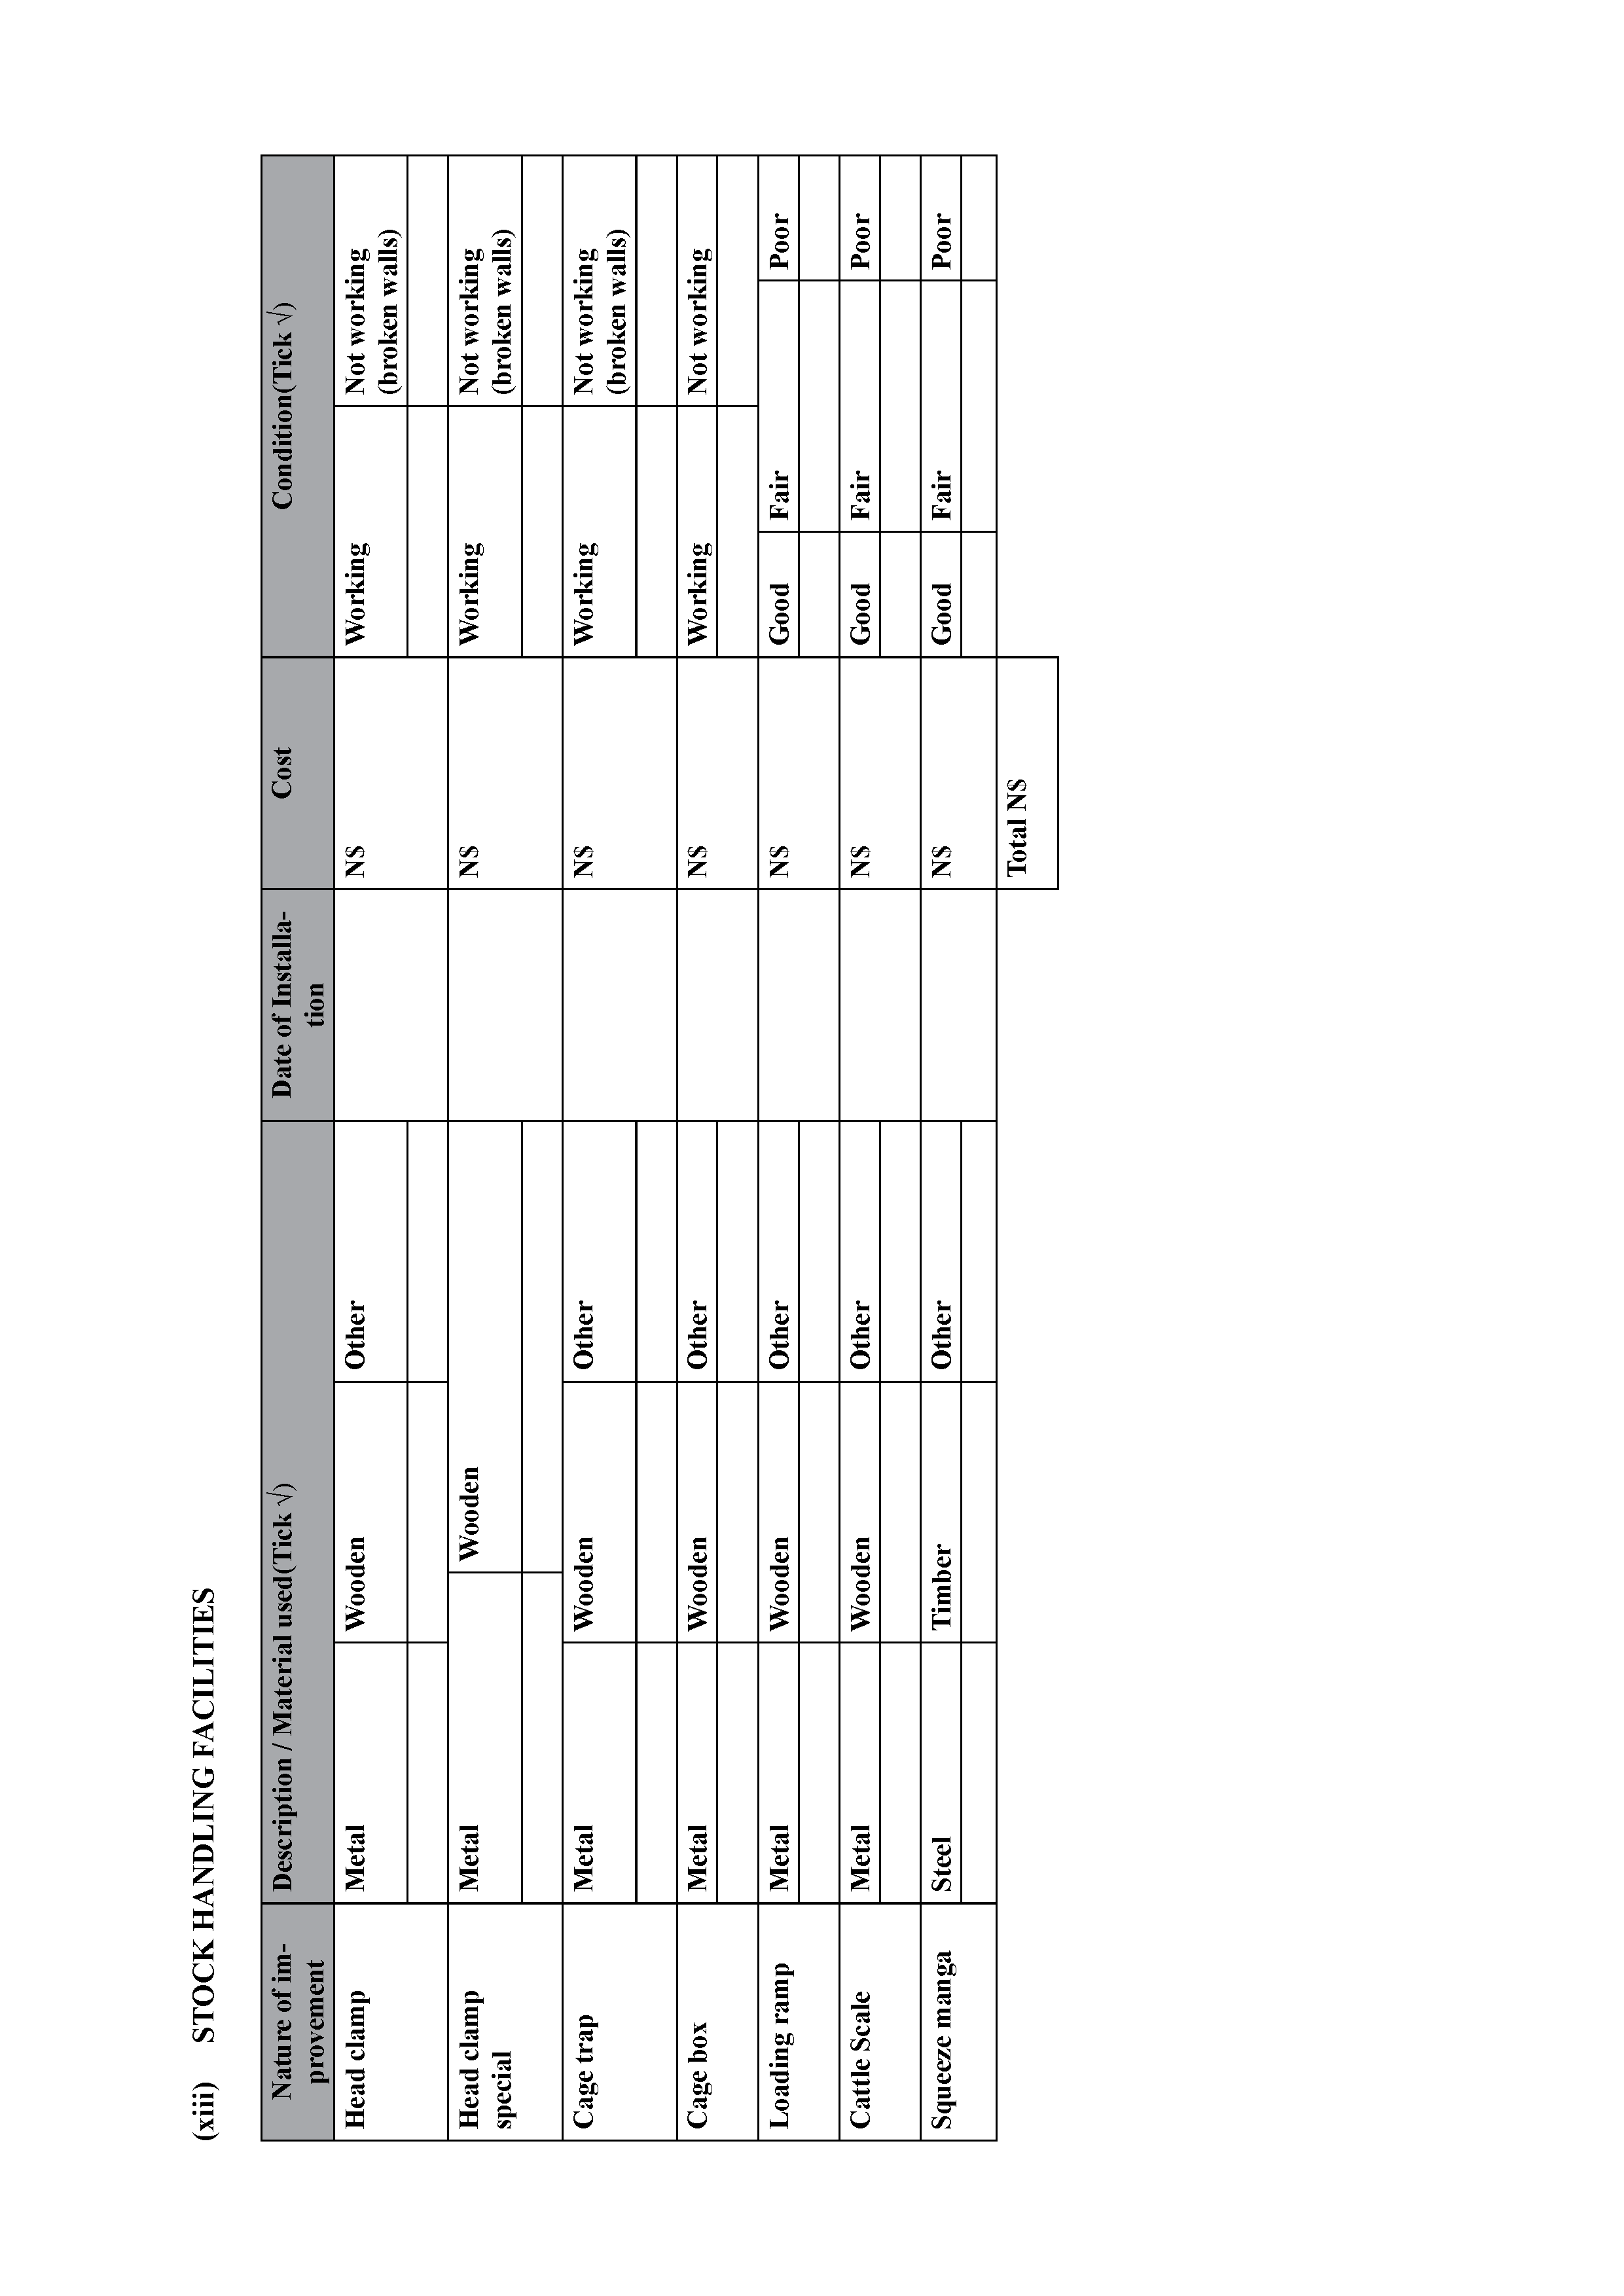 (xiii) STOCK HANDLING FACILITIES
Nature of im-
provement
Description / Material used(Tick √)
Date of Installa-
tion
Cost
Condition(Tick √)
Head clamp
Metal
Wooden
Other
N$
Working
Not working
(broken walls)
Head clamp
special
Metal
Wooden
N$
Working
Not working
(broken walls)
Cage trap
Metal
Wooden
Other
N$
Working
Not working
(broken walls)
Cage box
Metal
Wooden
Other
N$
Working
Not working
Loading ramp
Metal
Wooden
Other
N$
Good
Fair
Poor
Cattle Scale
Metal
Wooden
Other
N$
Good
Fair
Poor
Squeeze manga
Steel
Timber
Other
N$
Good
Fair
Poor
Total N$